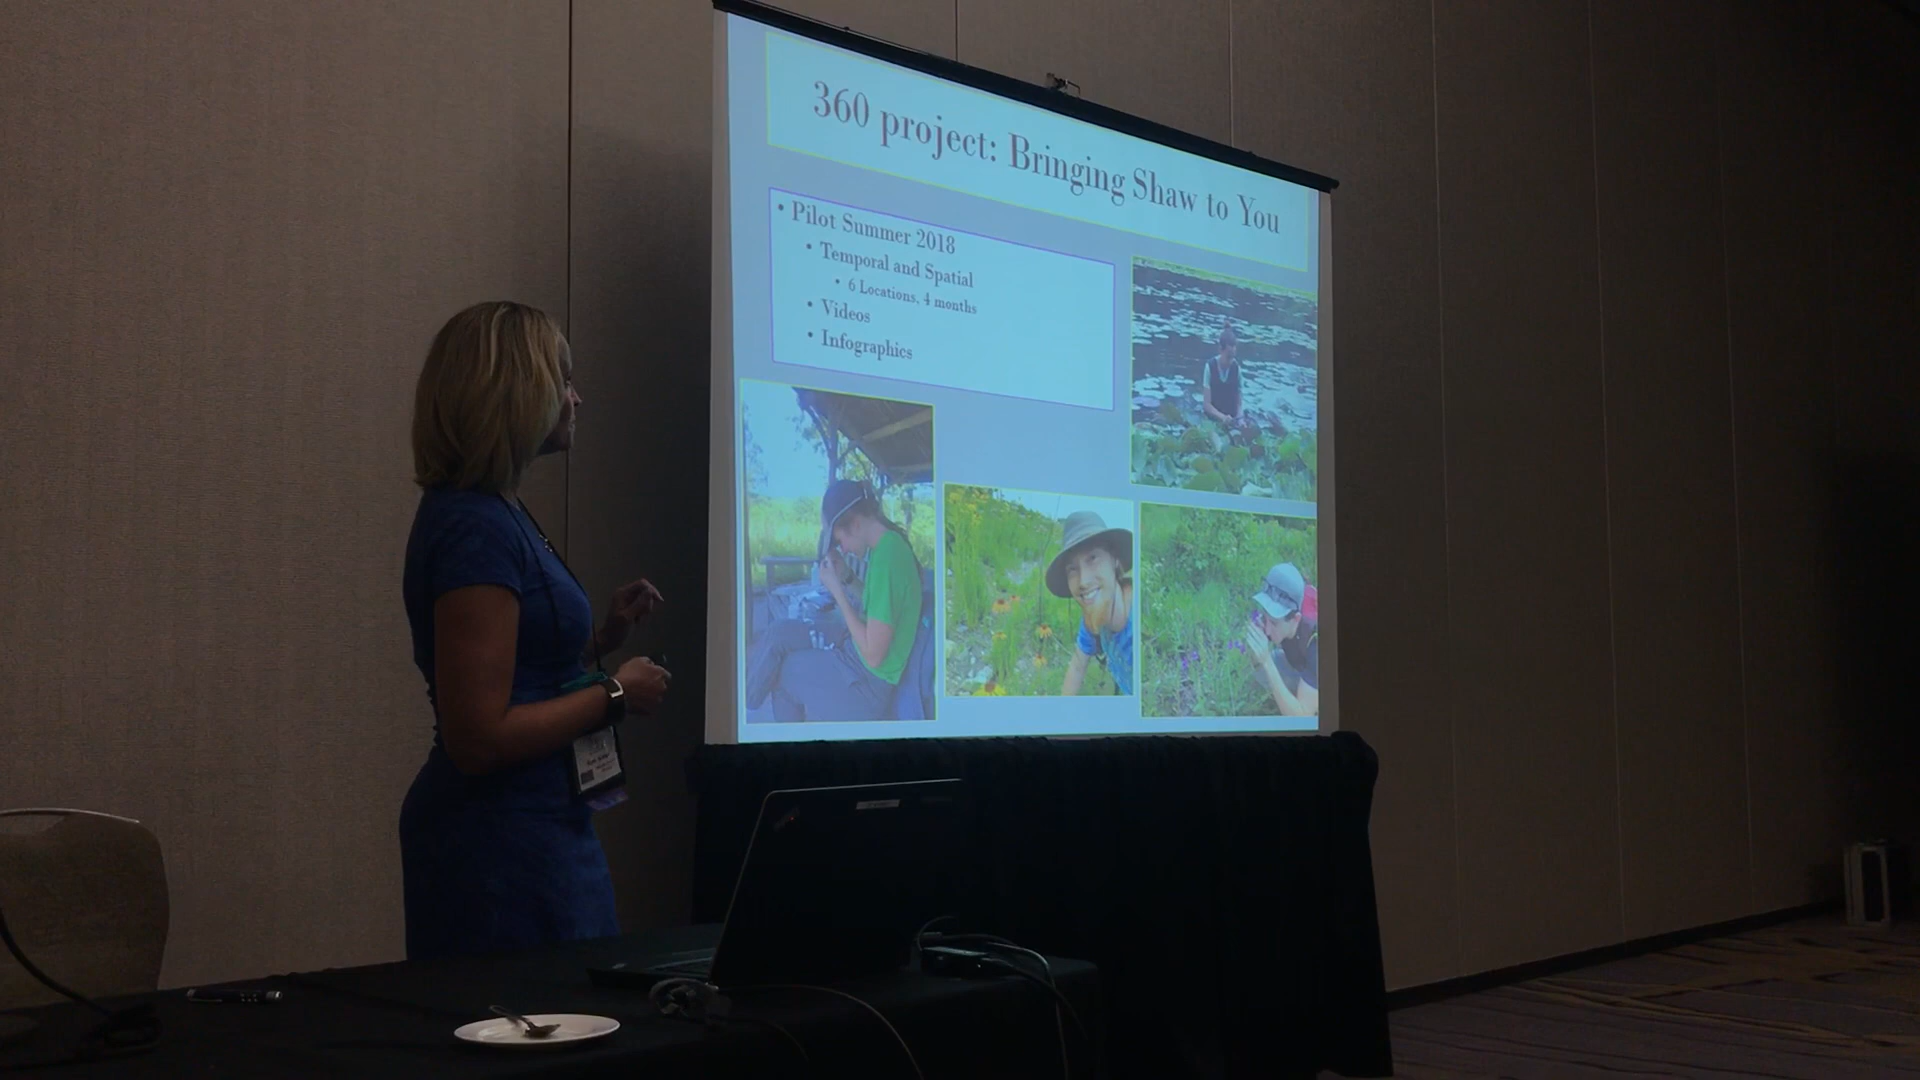 360 project: Bringing Shaw to You
• Pilot Summer 2018
• Temporal and Spatial
• 6 Locations, 4 months
• Videos
• Infographics